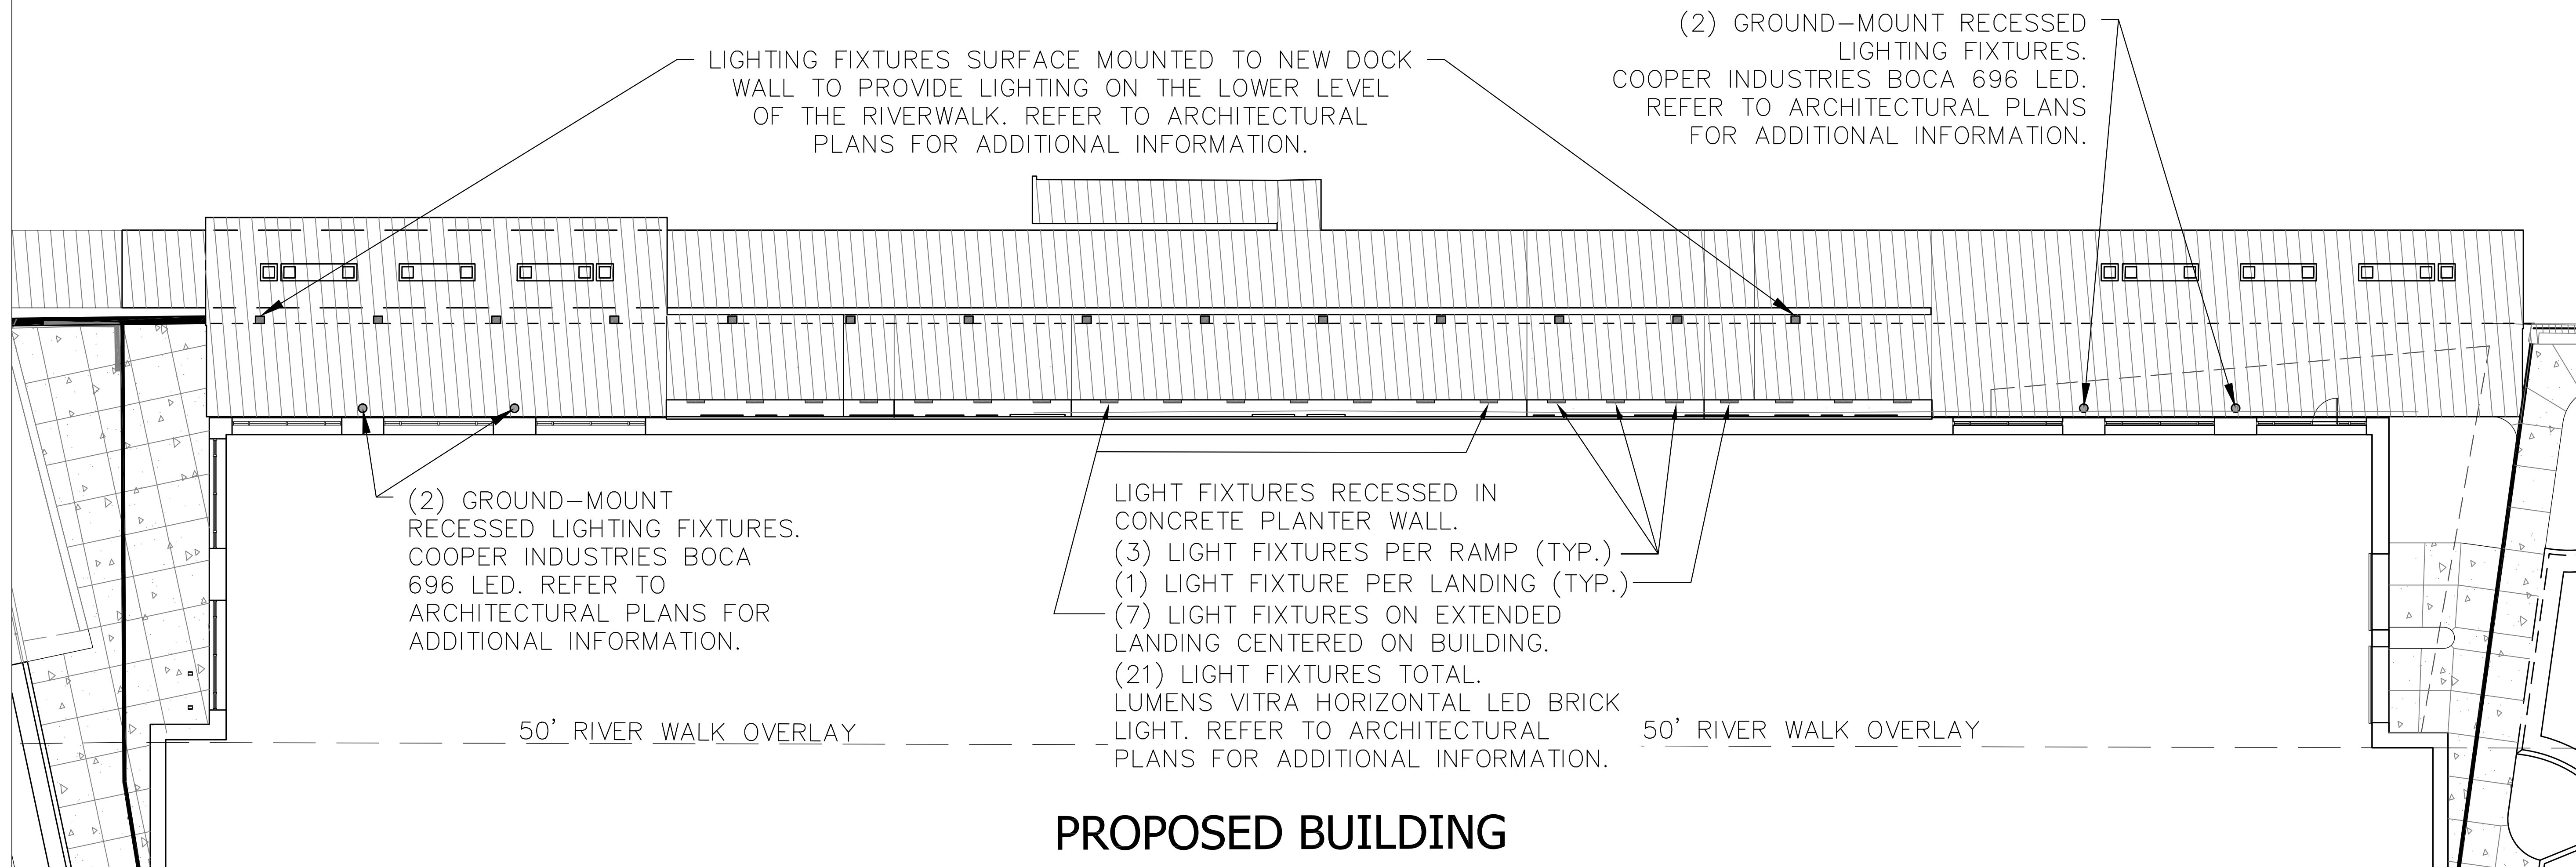 LIGHTING FIXTURES SURFACE MOUNTED TO NEW DOCK
WALL TO PROVIDE LIGHTING ON THE LOWER LEVEL
OF THE RIVERWALK. REFER TO ARCHITECTURAL
PLANS FOR ADDITIONAL INFORMATION.
(2) GROUND-MOUNT RECESSED
LIGHTING FIXTURES.
COOPER INDUSTRIES BOCA 696 LED.
REFER TO ARCHITECTURAL PLANS
FOR ADDITIONAL INFORMATION.
(2) GROUND-MOUNT
RECESSED LIGHTING FIXTURES.
COOPER INDUSTRIES BOCA
696 LED. REFER TO
ARCHITECTURAL PLANS FOR
ADDITIONAL INFORMATION.
LIGHT FIXTURES RECESSED IN
CONCRETE PLANTER WALL.
(3) LIGHT FIXTURES PER RAMP (TYP.)
(1) LIGHT FIXTURE PER LANDING (TYP.)
(7) LIGHT FIXTURES ON EXTENDED
LANDING CENTERED ON BUILDING.
(21) LIGHT FIXTURES TOTAL.
LUMENS VITRA HORIZONTAL LED BRICK
LIGHT. REFER TO ARCHITECTURAL
PLANS FOR ADDITIONAL INFORMATION.
50' RIVER WALK OVERLAY
50' RIVER WALK OVERLAY
PROPOSED BUILDING